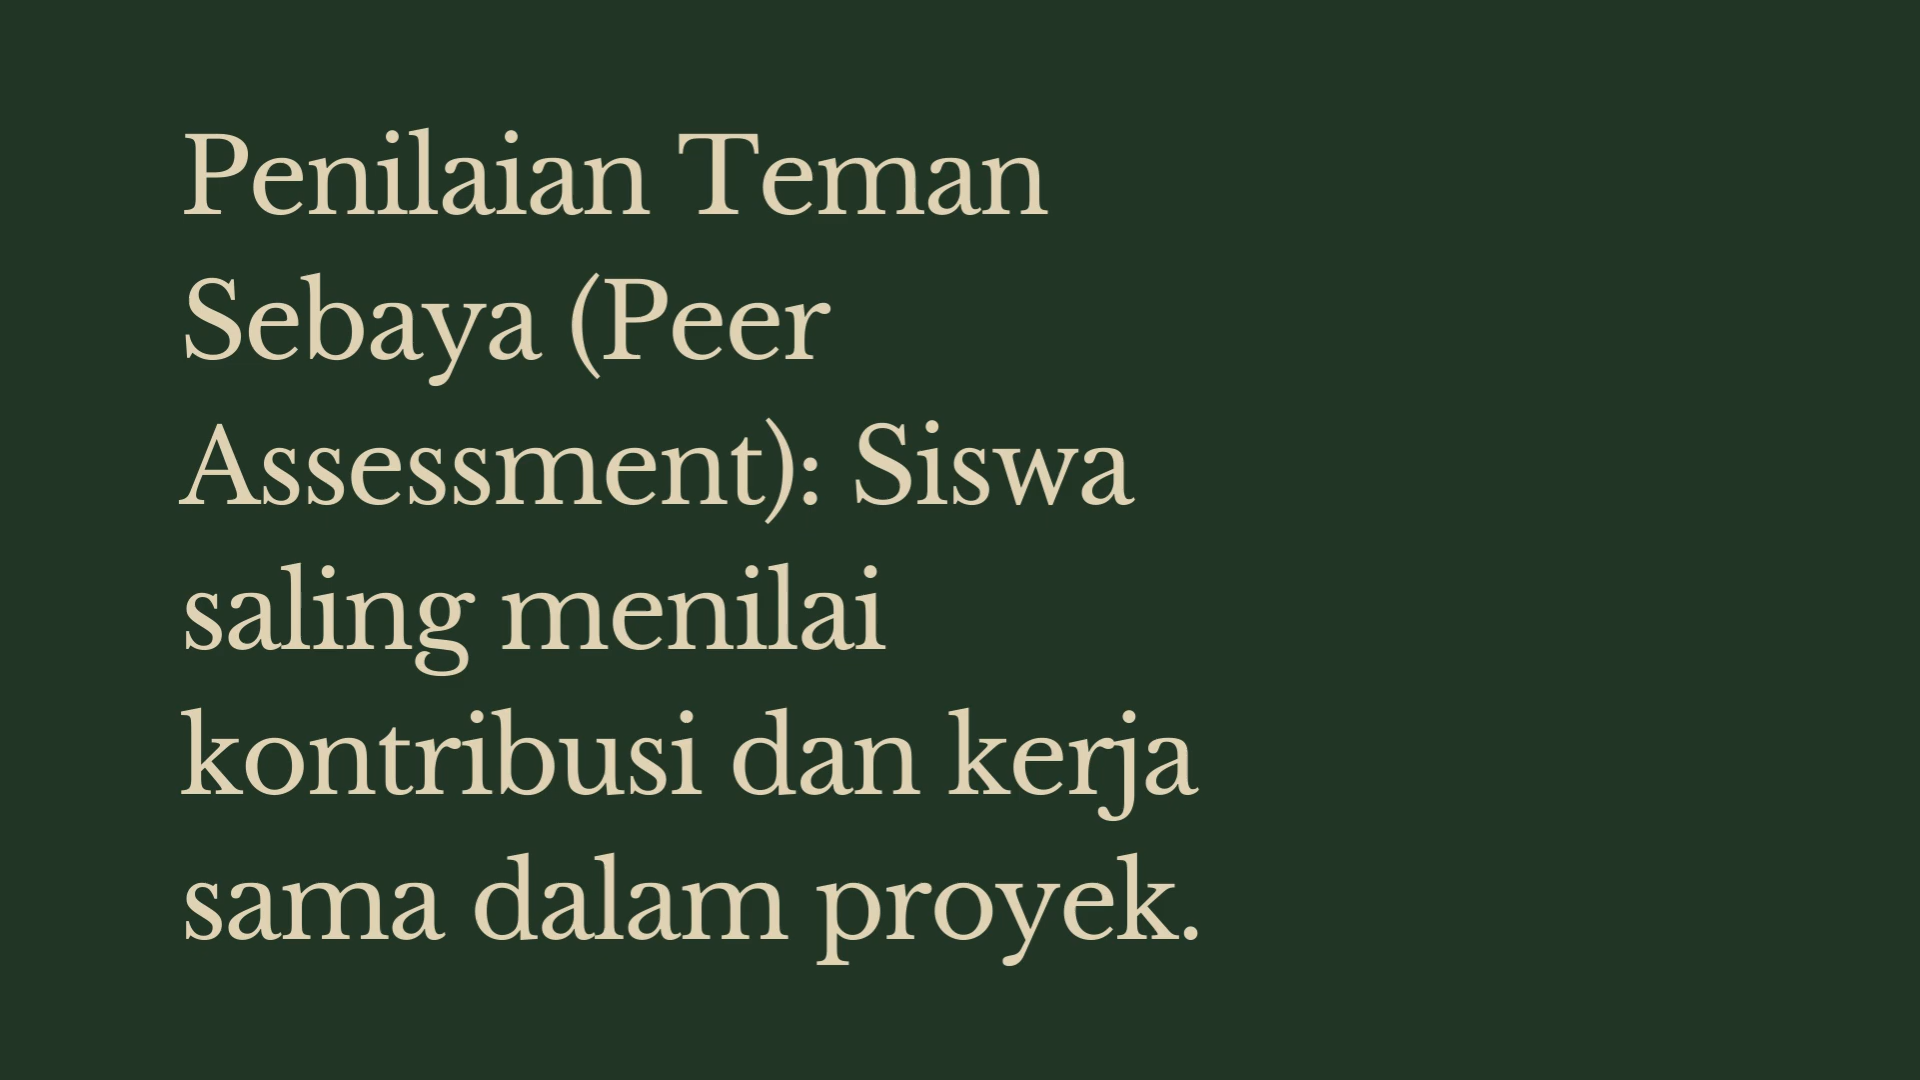 Penilaian Teman
Sebaya (Peer
Assessment): Siswa
saling menilai
kontribusi dan kerja
sama dalam proyek.